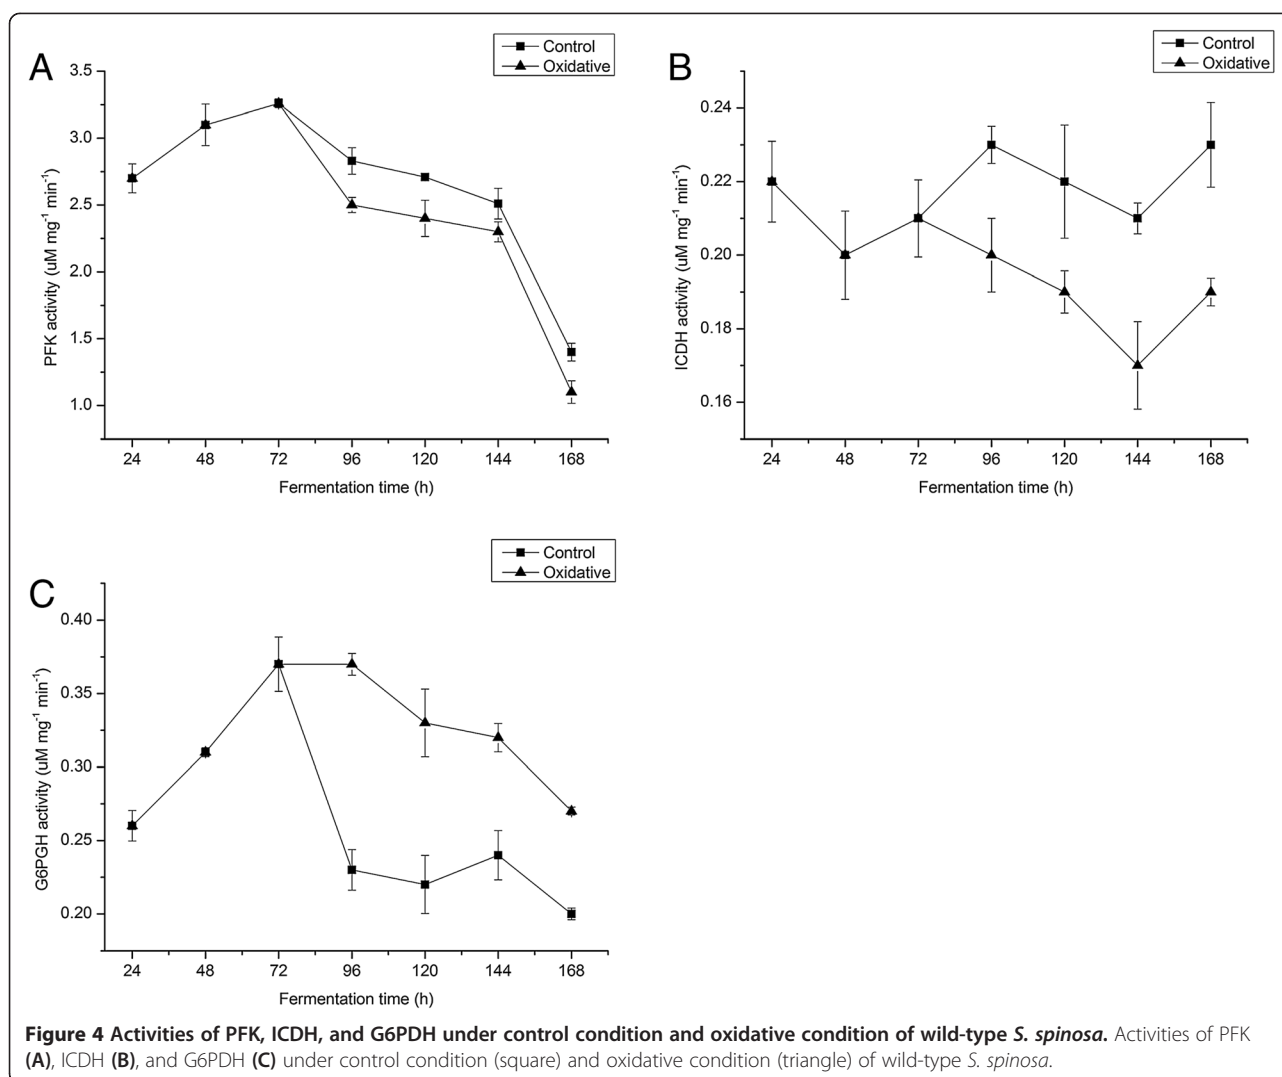 A
Control
Oxidative
3.5
3.0
2.5
2.0
1.5
1.0
PFK activity (uM mg⁻¹ min⁻¹)
24 48 72 96 120 144 168
Fermentation time (h)
B
Control
Oxidative
0.24
0.22
0.20
0.18
0.16
ICDH activity (uM mg⁻¹ min⁻¹)
24 48 72 96 120 144 168
Fermentation time (h)
C
Control
Oxidative
0.40
0.35
0.30
0.25
0.20
G6PGH activity (uM mg⁻¹ min⁻¹)
24 48 72 96 120 144 168
Fermentation time (h)
Figure 4 Activities of PFK, ICDH, and G6PDH under control condition and oxidative condition of wild-type S. spinosa. Activities of PFK
(A), ICDH (B), and G6PDH (C) under control condition (square) and oxidative condition (triangle) of wild-type S. spinosa.